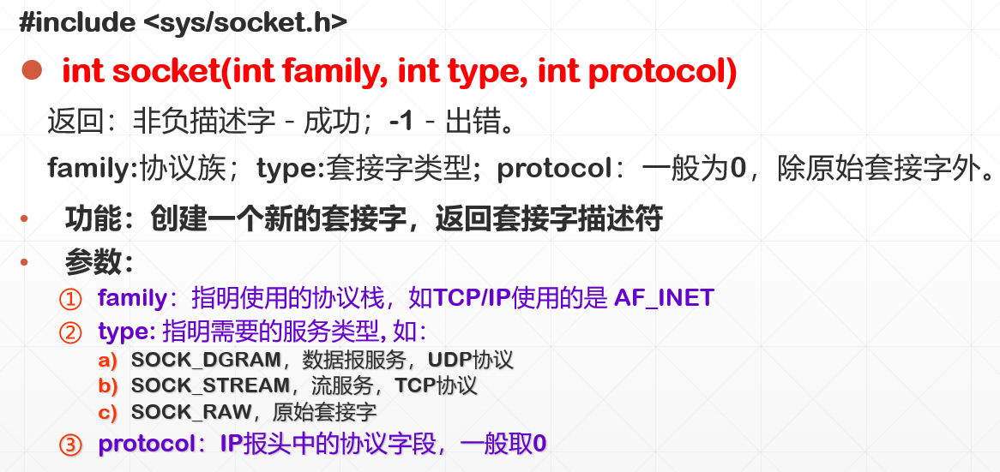 #include <sys/socket.h>
● int socket(int family, int type, int protocol)
返回：非负描述字 - 成功；-1 - 出错。
family:协议族；type:套接字类型；protocol：一般为0，除原始套接字外。
• 功能：创建一个新的套接字，返回套接字描述符
• 参数：
① family：指明使用的协议栈，如TCP/IP使用的是 AF_INET
② type: 指明需要的服务类型, 如：
a) SOCK_DGRAM，数据报服务，UDP协议
b) SOCK_STREAM，流服务，TCP协议
c) SOCK_RAW，原始套接字
③ protocol：IP报头中的协议字段，一般取0